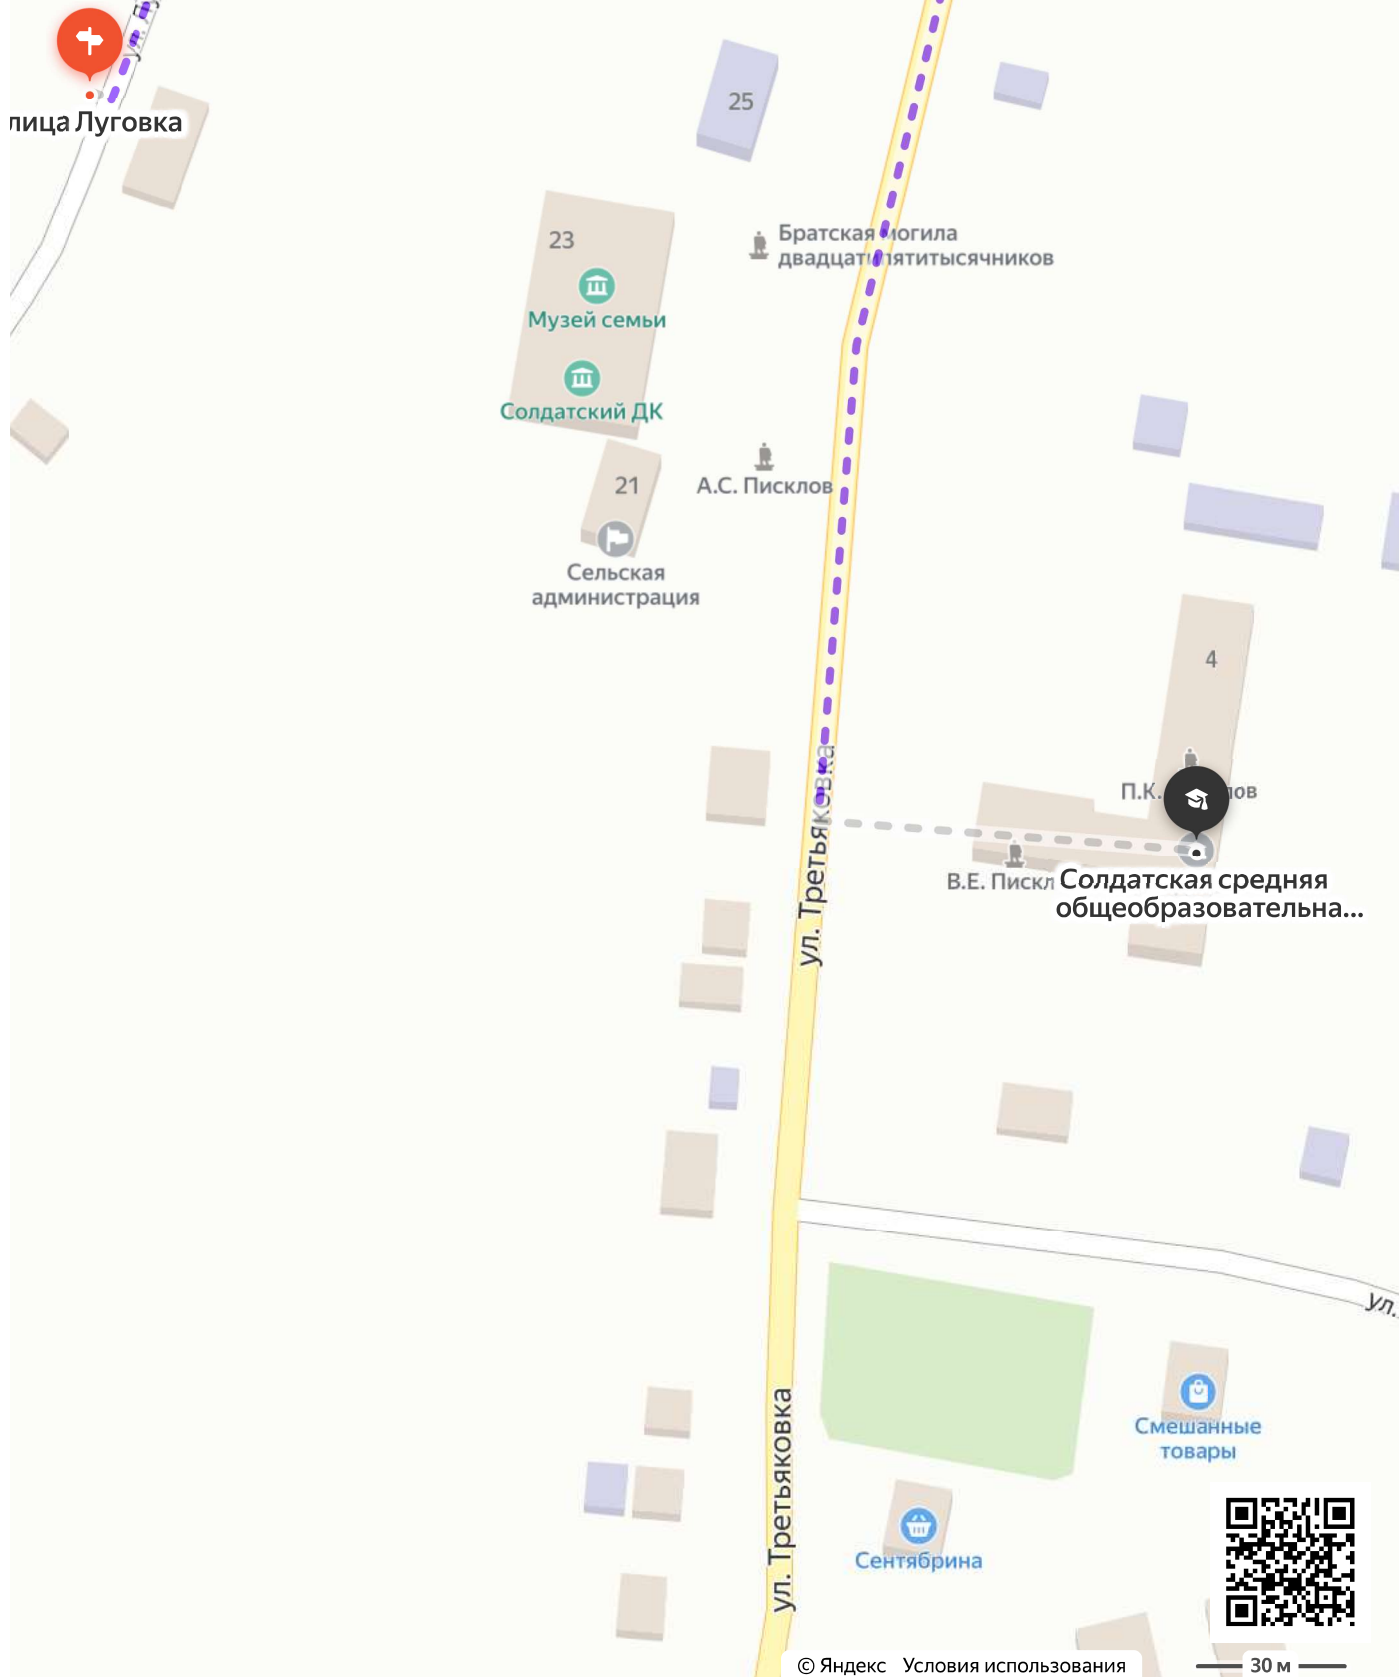 лица Луговка
25
23
Братская могила
двадцатипятитысячников
Музей семьи
Солдатский ДК
21
А.С. Писклов
Сельская
администрация
4
П.К.
ул. Третьяковка
В.Е. Пискл
Солдатская средняя
общеобразовательна...
ул.
Смешанные
товары
ул. Третьяковка
Сентябрина
© Яндекс Условия использования
30 м